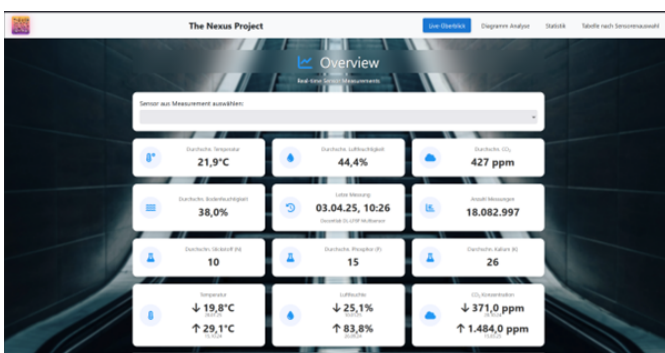 The Nexus Project
Live Überblick
Diagramm Analyse
Statistik
Tabelle nach Sensorenauswahl
Overview
Real-time Sensor Measurements
Sensor aus Measurement auswählen:
Durchschn. Temperatur
21,9°C
Durchschn. Luftfeuchtigkeit
44,4%
Durchschn. CO₂
427 ppm
Durchschn. Bodenfeuchtigkeit
38,0%
Letzte Messung
03.04.25, 10:26
Anzahl Messungen
18.082.997
Durchschn. Stickstoff (N)
10
Durchschn. Phosphor (P)
15
Durchschn. Kalium (K)
26
Temperatur
↓ 19,8°C
↑ 29,1°C
Luftfeuchte
↓ 25,1%
↑ 83,8%
CO₂ Konzentration
↓ 371,0 ppm
↑ 1.484,0 ppm